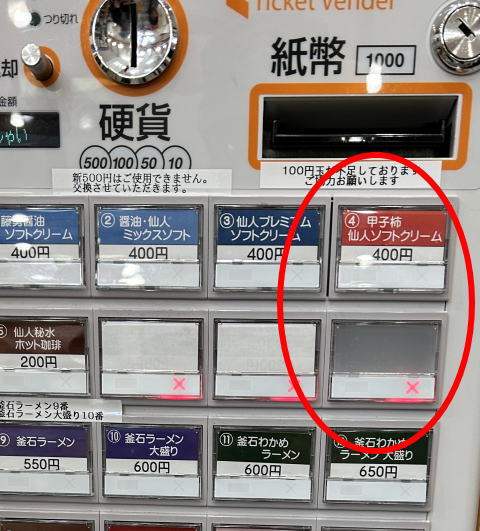 Ticket Vender
つり切れ
却
金額
紙幣 1000
硬貨
500 100 50 10
新500円はご使用できません。
交換させていただきます。
100円玉が不足しております
ご協力お願いします
醤油
ソフトクリーム
400円
② 醤油・仙人
ミックスソフト
400円
③ 仙人プレミアム
ソフトクリーム
400円
④ 甲子柿
仙人ソフトクリーム
400円
仙人秘水
ホット珈琲
200円
釜石ラーメン9番
釜石ラーメン大盛り10番
⑨ 釜石ラーメン
550円
⑩ 釜石ラーメン
大盛り
600円
⑪ 釜石わかめ
ラーメン
600円
釜石わかめ
ラーメン 大盛り
650円